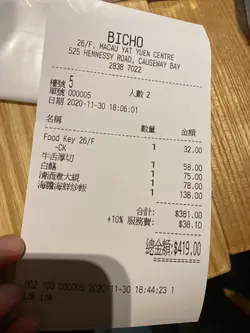 BICHO
26/F. MACAU YAT YUEN CENTRE
525 HENNESSY ROAD, CAUSEWAY BAY
2838 7022
檯號 5 人數 2
單號 000005
日期 2020-11-30 18:06:01
名稱 數量 金額
Food Key 26/F 1 32.00
-CX
牛舌厚切 1 58.00
白鱔 1 75.00
清酒煮大蜆 1 78.00
海膽海鮮炒飯 1 138.00
合計: $381.00
+10% 服務費: $38.10
總金額:$419.00
002 IOD 000005 2020-11-30 18:44:23 1
Lok Lok